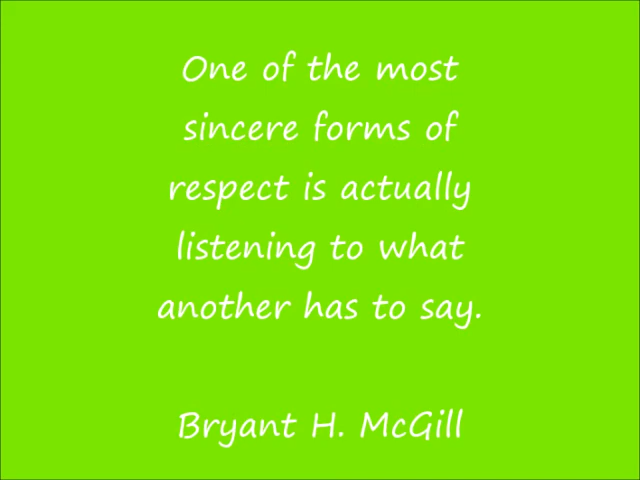 One of the most
sincere forms of
respect is actually
listening to what
another has to say.
Bryant H. McGill